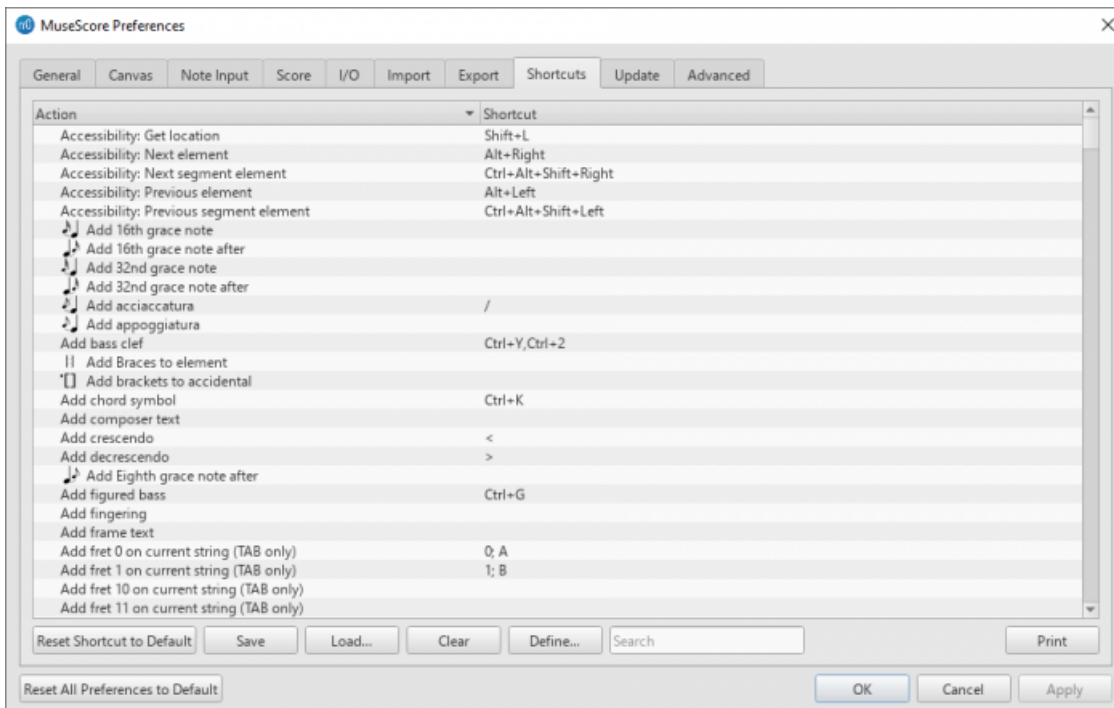 MuseScore Preferences
General Canvas Note Input Score I/O Import Export Shortcuts Update Advanced
Action Shortcut
Accessibility: Get location Shift+L
Accessibility: Next element Alt+Right
Accessibility: Next segment element Ctrl+Alt+Shift+Right
Accessibility: Previous element Alt+Left
Accessibility: Previous segment element Ctrl+Alt+Shift+Left
Add 16th grace note
Add 16th grace note after
Add 32nd grace note
Add 32nd grace note after
Add acciaccatura /
Add appoggiatura
Add bass clef Ctrl+Y,Ctrl+2
Add Braces to element
Add brackets to accidental
Add chord symbol Ctrl+K
Add composer text
Add crescendo <
Add decrescendo >
Add Eighth grace note after
Add figured bass Ctrl+G
Add fingering
Add frame text
Add fret 0 on current string (TAB only) 0; A
Add fret 1 on current string (TAB only) 1; B
Add fret 10 on current string (TAB only)
Add fret 11 on current string (TAB only)
Reset Shortcut to Default Save Load... Clear Define... Search Print
Reset All Preferences to Default OK Cancel Apply